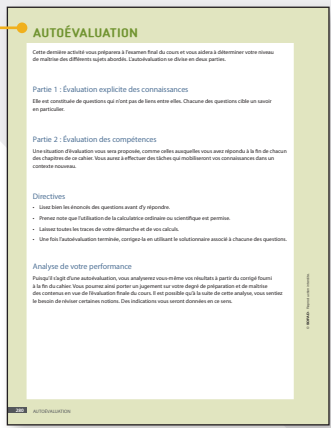 AUTOÉVALUATION
Cette dernière activité vous préparera à l'examen final du cours et vous aidera à déterminer votre niveau
de maîtrise des différents sujets abordés. L'autoévaluation se divise en deux parties.
Partie 1 : Évaluation explicite des connaissances
Elle est constituée de questions qui n'ont pas de liens entre elles. Chacune des questions cible un savoir
en particulier.
Partie 2 : Évaluation des compétences
Une situation d'évaluation vous sera proposée, comme celles auxquelles vous avez répondu à la fin de chacun
des chapitres de ce cahier. Vous aurez à effectuer des tâches qui mobiliseront vos connaissances dans un
contexte nouveau.
Directives
• Lisez bien les énoncés des questions avant d'y répondre.
• Prenez note que l'utilisation de la calculatrice ordinaire ou scientifique est permise.
• Laissez toutes les traces de votre démarche et de vos calculs.
• Une fois l'autoévaluation terminée, corrigez-la en utilisant le solutionnaire associé à chacune des questions.
Analyse de votre performance
Puisqu'il s'agit d'une autoévaluation, vous analyserez vous-même vos résultats à partir du corrigé fourni
à la fin du cahier. Vous pourrez ainsi porter un jugement sur votre degré de préparation et de maîtrise
des contenus en vue de l'évaluation finale du cours. Il est possible qu'à la suite de cette analyse, vous sentiez
le besoin de réviser certaines notions. Des indications vous seront données en ce sens.
© SOFAD - Reproduction interdite
280 AUTOÉVALUATION